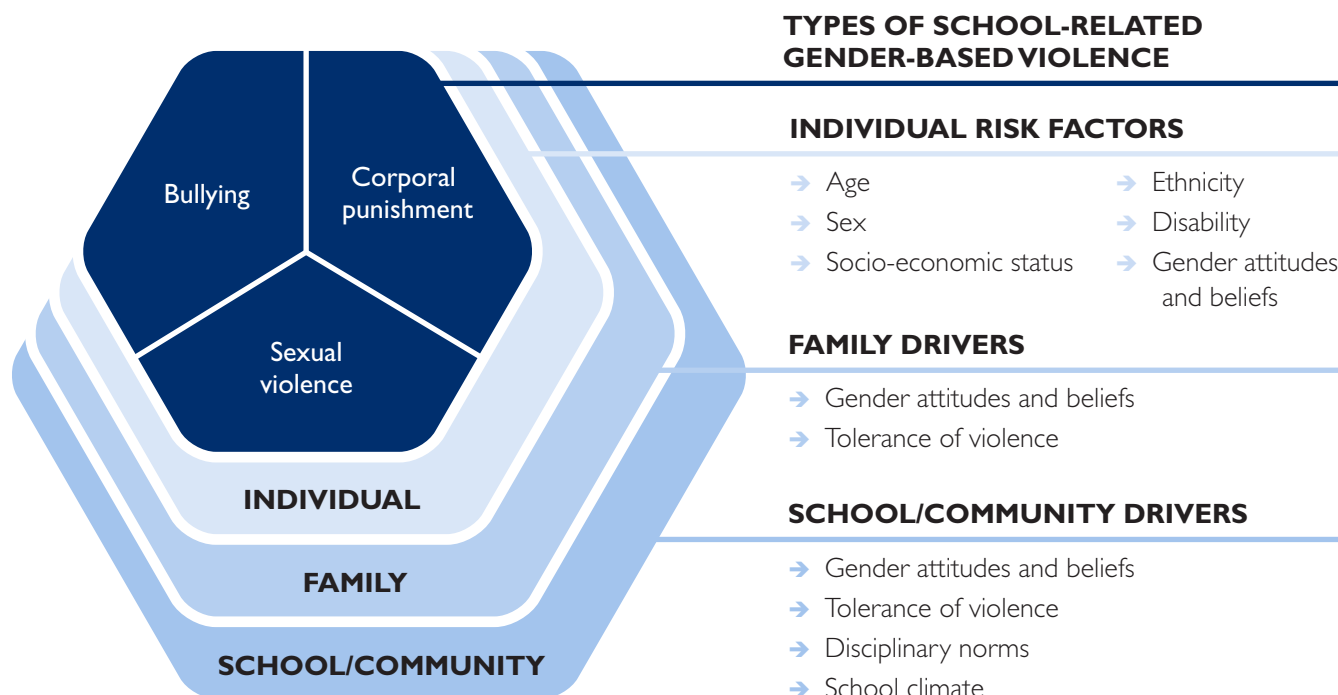 TYPES OF SCHOOL-RELATED
GENDER-BASED VIOLENCE
Bullying
Corporal
punishment
Sexual
violence
INDIVIDUAL
FAMILY
SCHOOL/COMMUNITY
INDIVIDUAL RISK FACTORS
→ Age
→ Sex
→ Socio-economic status
→ Ethnicity
→ Disability
→ Gender attitudes
and beliefs
FAMILY DRIVERS
→ Gender attitudes and beliefs
→ Tolerance of violence
SCHOOL/COMMUNITY DRIVERS
→ Gender attitudes and beliefs
→ Tolerance of violence
→ Disciplinary norms
→ School climate